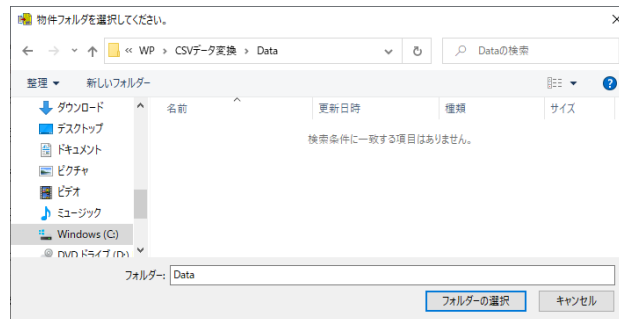 物件フォルダを選択してください。
« WP › CSVデータ変換 › Data
Dataの検索
整理 新しいフォルダー
名前 更新日時 種類 サイズ
検索条件に一致する項目はありません。
ダウンロード
デスクトップ
ドキュメント
ピクチャ
ビデオ
ミュージック
Windows (C:)
DVD ドライブ (D:)
フォルダー: Data
フォルダーの選択 キャンセル